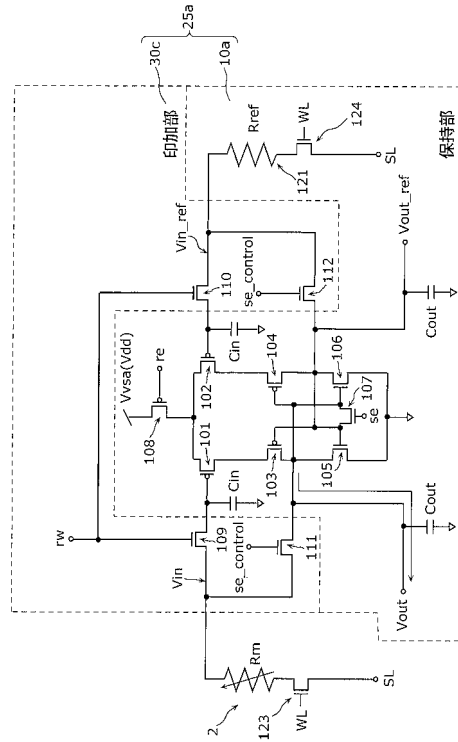 25a
30c
10a
印加部
保持部
rw
Vvsa(Vdd)
re
108
Vin_ref
Rref
121
WL
124
SL
110
se_control
112
Vout_ref
Cout
Cin
102
104
106
107
se
101
103
105
Cin
109
Vin
se_control
111
Cout
Vout
2
Rm
123
WL
SL